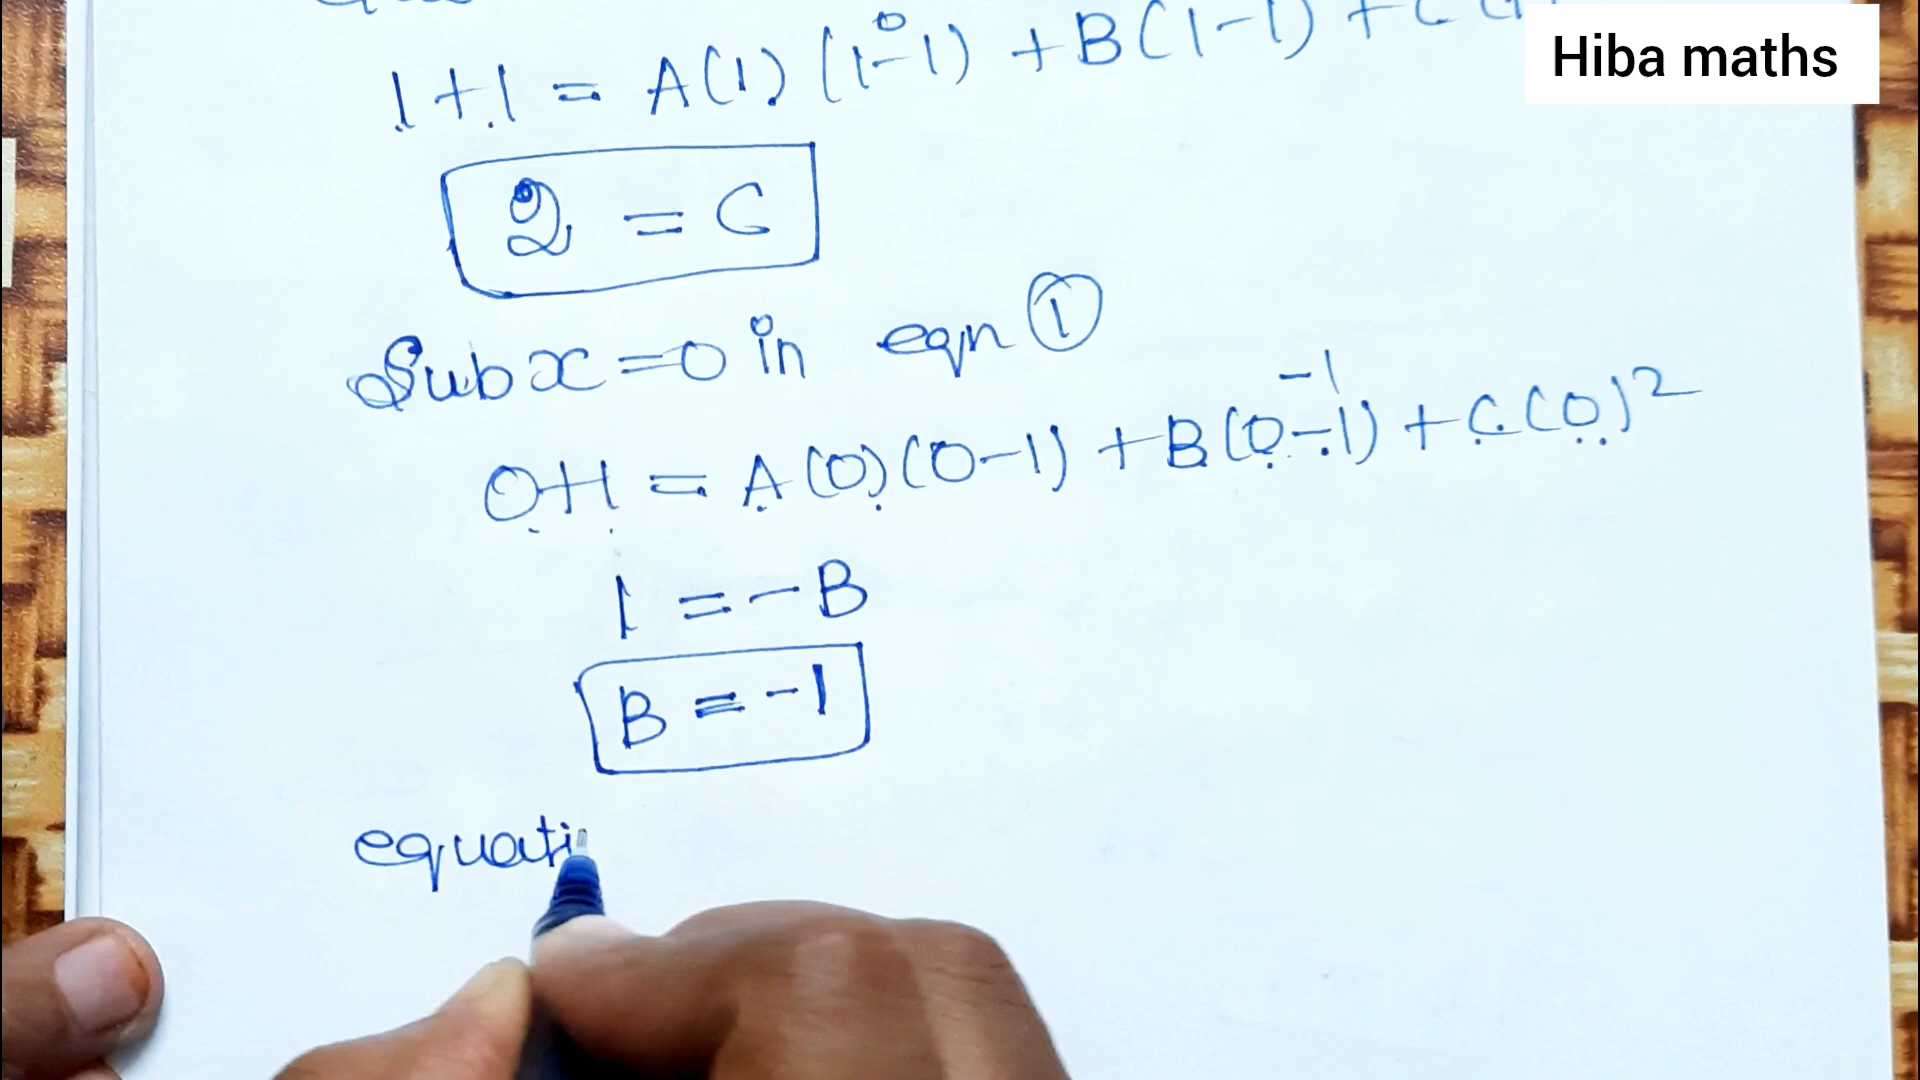 Hiba maths
1+1 = A(1)(1-1) + B(1-1) + C
0
2 = C
Sub x = 0 in eqn ①
-1
0+1 = A(0)(0-1) + B(0-1) + C(0)²
1 = -B
B = -1
equati